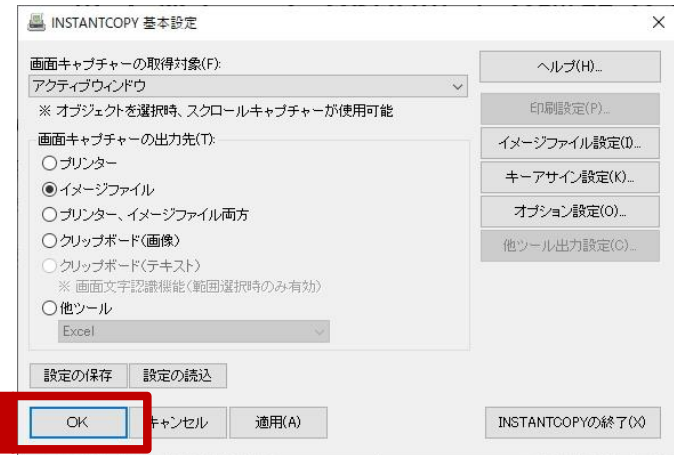 INSTANTCOPY 基本設定
画面キャプチャーの取得対象(F):
アクティブウィンドウ
※ オブジェクトを選択時、スクロールキャプチャーが使用可能
画面キャプチャーの出力先(T):
プリンター
イメージファイル
プリンター、イメージファイル両方
クリップボード(画像)
クリップボード(テキスト)
※ 画面文字認識機能(範囲選択時のみ有効)
他ツール
Excel
設定の保存 設定の読込
OK キャンセル 適用(A)
ヘルプ(H)...
印刷設定(P)...
イメージファイル設定(I)...
キーアサイン設定(K)...
オプション設定(O)...
他ツール出力設定(C)...
INSTANTCOPYの終了(X)